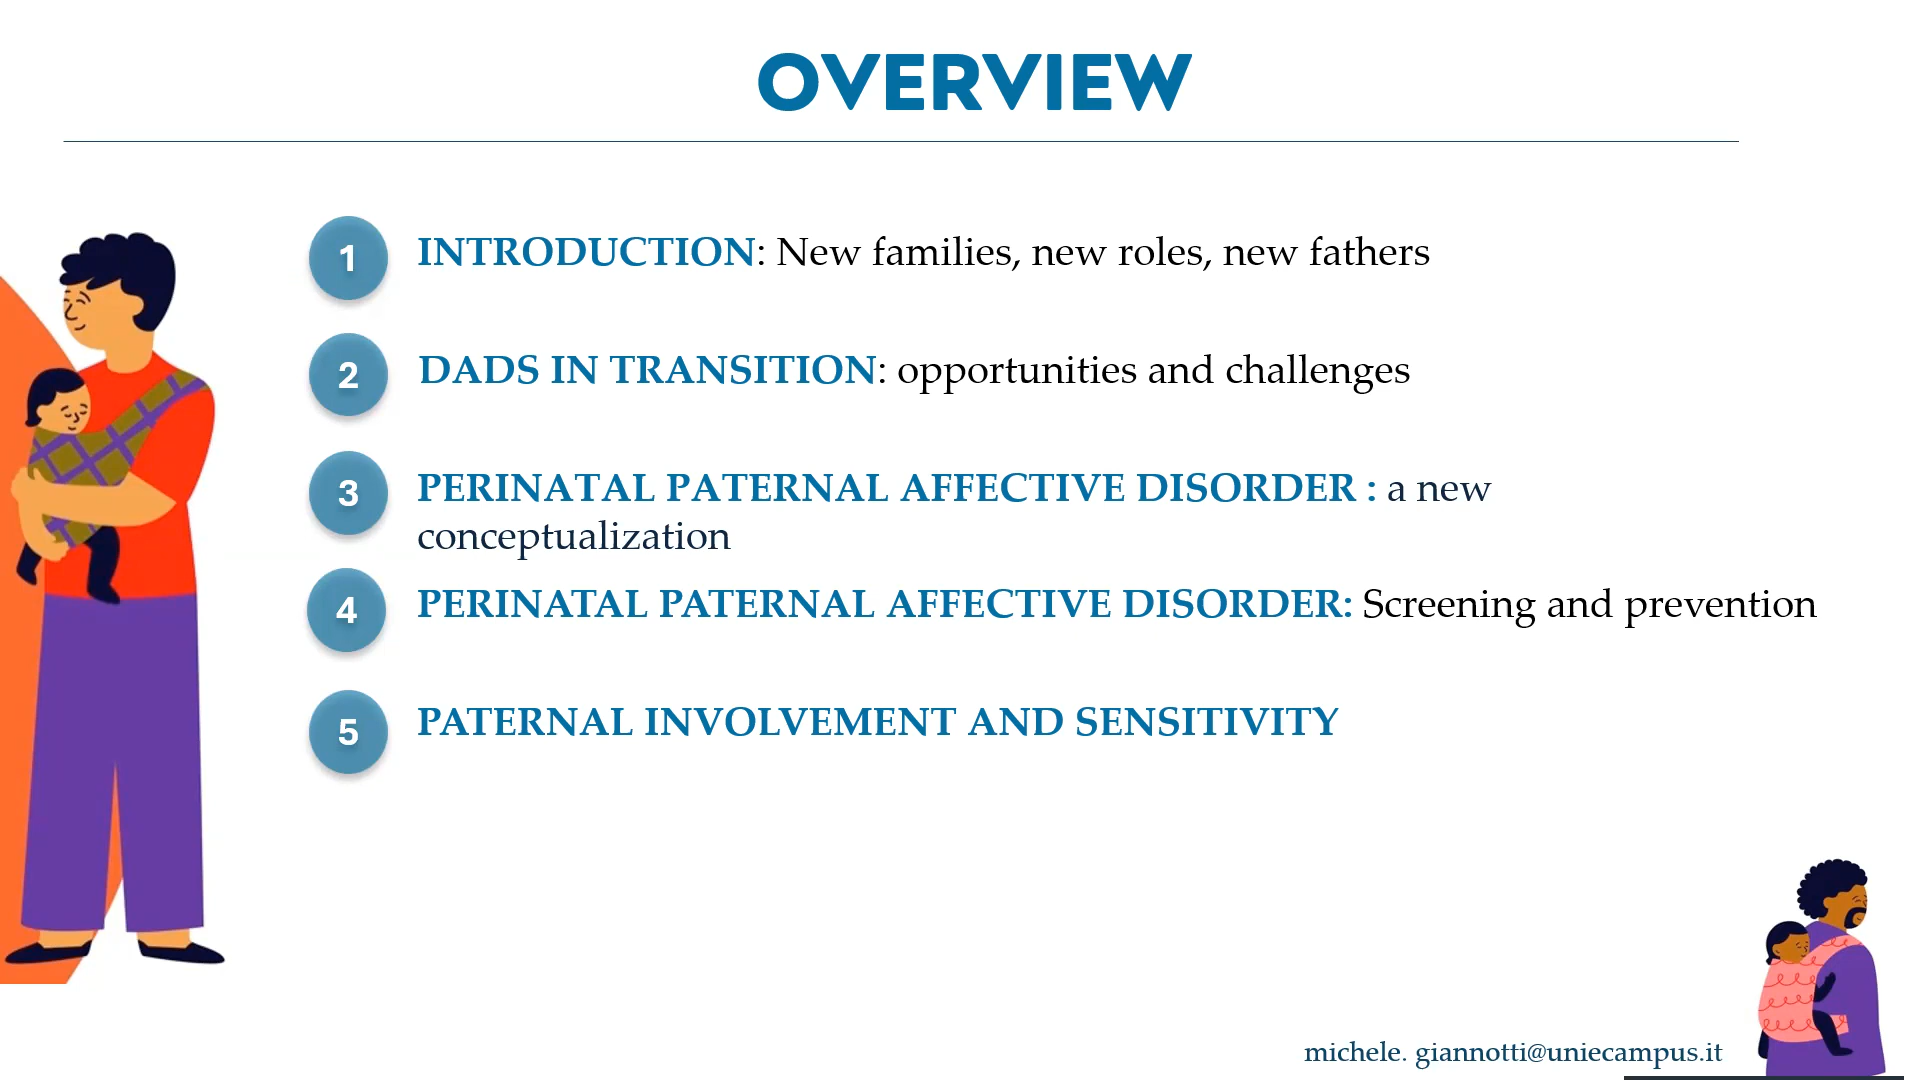 OVERVIEW
1 INTRODUCTION: New families, new roles, new fathers
2 DADS IN TRANSITION: opportunities and challenges
3 PERINATAL PATERNAL AFFECTIVE DISORDER : a new
conceptualization
4 PERINATAL PATERNAL AFFECTIVE DISORDER: Screening and prevention
5 PATERNAL INVOLVEMENT AND SENSITIVITY
michele. giannotti@uniecampus.it